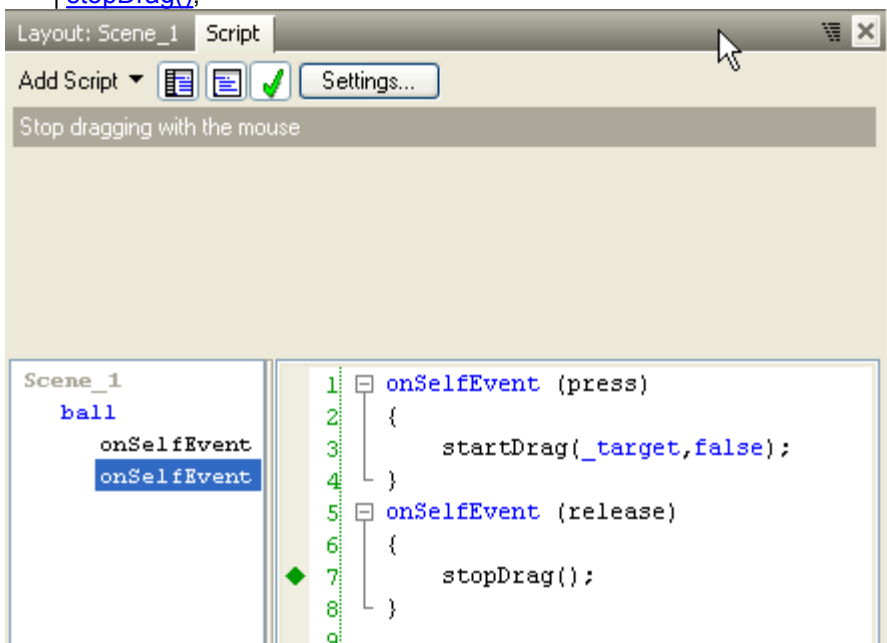 | stopDrag();
Layout: Scene_1 Script
Add Script Settings...
Stop dragging with the mouse
Scene_1
ball
onSelfEvent
onSelfEvent
1 onSelfEvent (press)
2 {
3 startDrag(_target,false);
4 }
5 onSelfEvent (release)
6 {
7 stopDrag();
8 }
9